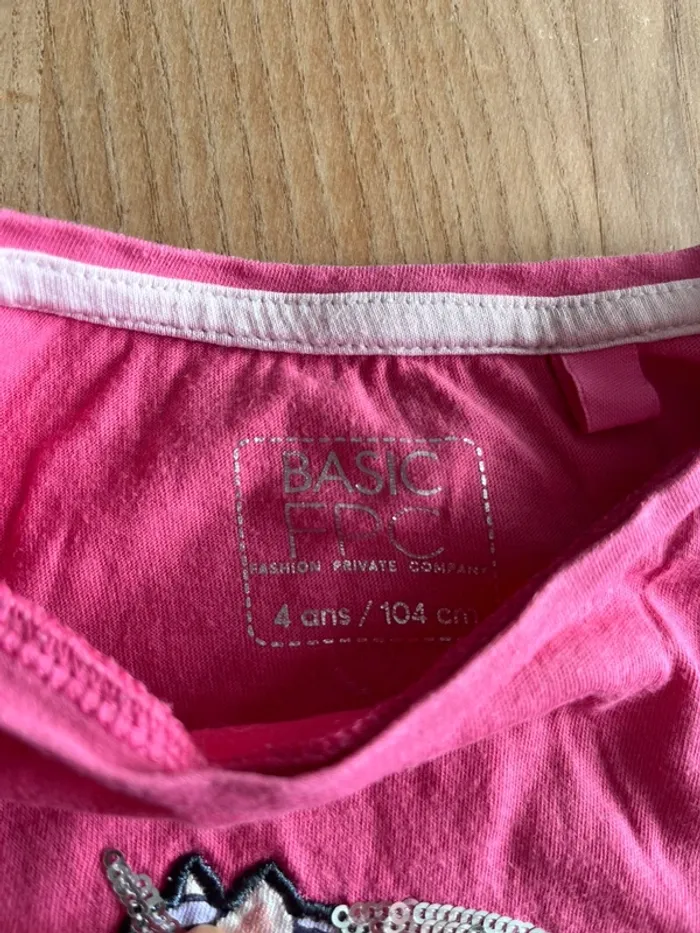 BASIC
FPC
FASHION PRIVATE COMPANY
4 ans / 104 cm